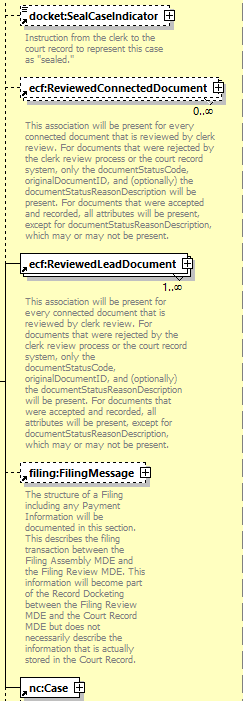 docket:SealCaseIndicator
Instruction from the clerk to the
court record to represent this case
as "sealed."
ecf:ReviewedConnectedDocument
0..∞
This association will be present for every
connected document that is reviewed by clerk
review. For documents that were rejected by
the clerk review process or the court record
system, only the documentStatusCode,
originalDocumentID, and (optionally) the
documentStatusReasonDescription will be
present. For documents that were accepted
and recorded, all attributes will be present,
except for documentStatusReasonDescription,
which may or may not be present.
ecf:ReviewedLeadDocument
1..∞
This association will be present for
every connected document that is
reviewed by clerk review. For
documents that were rejected by the
clerk review process or the court record
system, only the
documentStatusCode,
originalDocumentID, and (optionally)
the documentStatusReasonDescription
will be present. For documents that
were accepted and recorded, all
attributes will be present, except for
documentStatusReasonDescription,
which may or may not be present.
filing:FilingMessage
The structure of a Filing
including any Payment
Information will be
documented in this section.
This describes the filing
transaction between the
Filing Assembly MDE and
the Filing Review MDE. This
information will become part
of the Record Docketing
between the Filing Review
MDE and the Court Record
MDE but does not
necessarily describe the
information that is actually
stored in the Court Record.
nc:Case